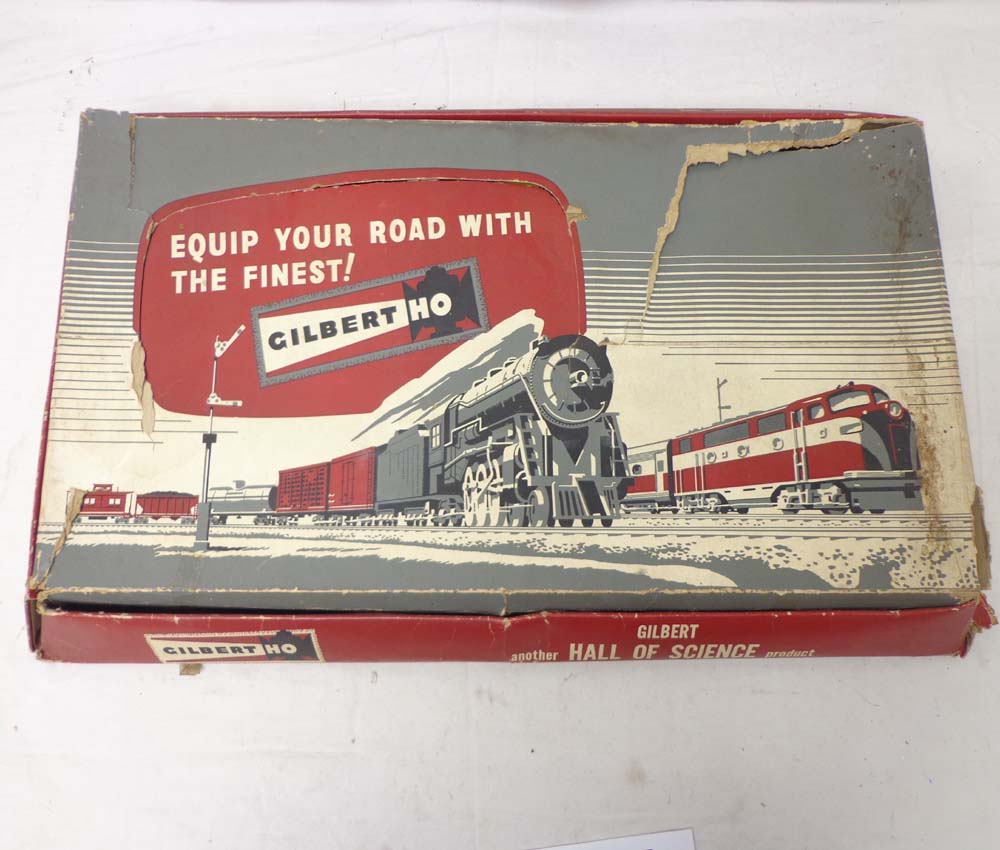 EQUIP YOUR ROAD WITH
THE FINEST!
GILBERT HO
GILBERT HO
GILBERT
another HALL OF SCIENCE product